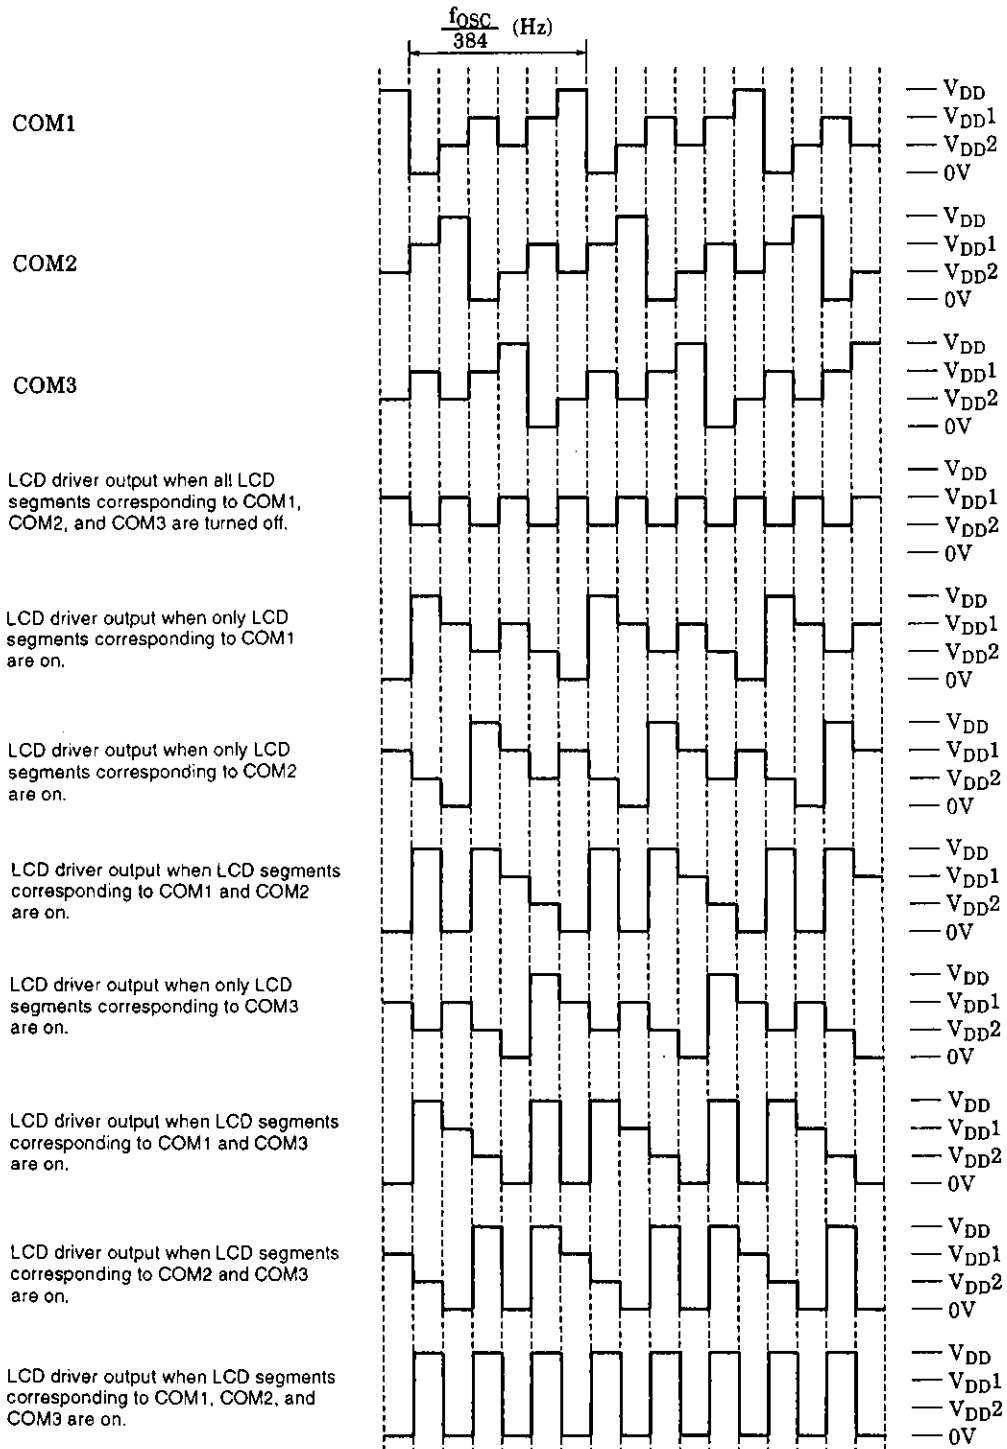 fOSC
384 (Hz)
COM1
VDD
VDD1
VDD2
0V
COM2
VDD
VDD1
VDD2
0V
COM3
VDD
VDD1
VDD2
0V
LCD driver output when all LCD
segments corresponding to COM1,
COM2, and COM3 are turned off.
VDD
VDD1
VDD2
0V
LCD driver output when only LCD
segments corresponding to COM1
are on.
VDD
VDD1
VDD2
0V
LCD driver output when only LCD
segments corresponding to COM2
are on.
VDD
VDD1
VDD2
0V
LCD driver output when LCD segments
corresponding to COM1 and COM2
are on.
VDD
VDD1
VDD2
0V
LCD driver output when only LCD
segments corresponding to COM3
are on.
VDD
VDD1
VDD2
0V
LCD driver output when LCD segments
corresponding to COM1 and COM3
are on.
VDD
VDD1
VDD2
0V
LCD driver output when LCD segments
corresponding to COM2 and COM3
are on.
VDD
VDD1
VDD2
0V
LCD driver output when LCD segments
corresponding to COM1, COM2, and
COM3 are on.
VDD
VDD1
VDD2
0V